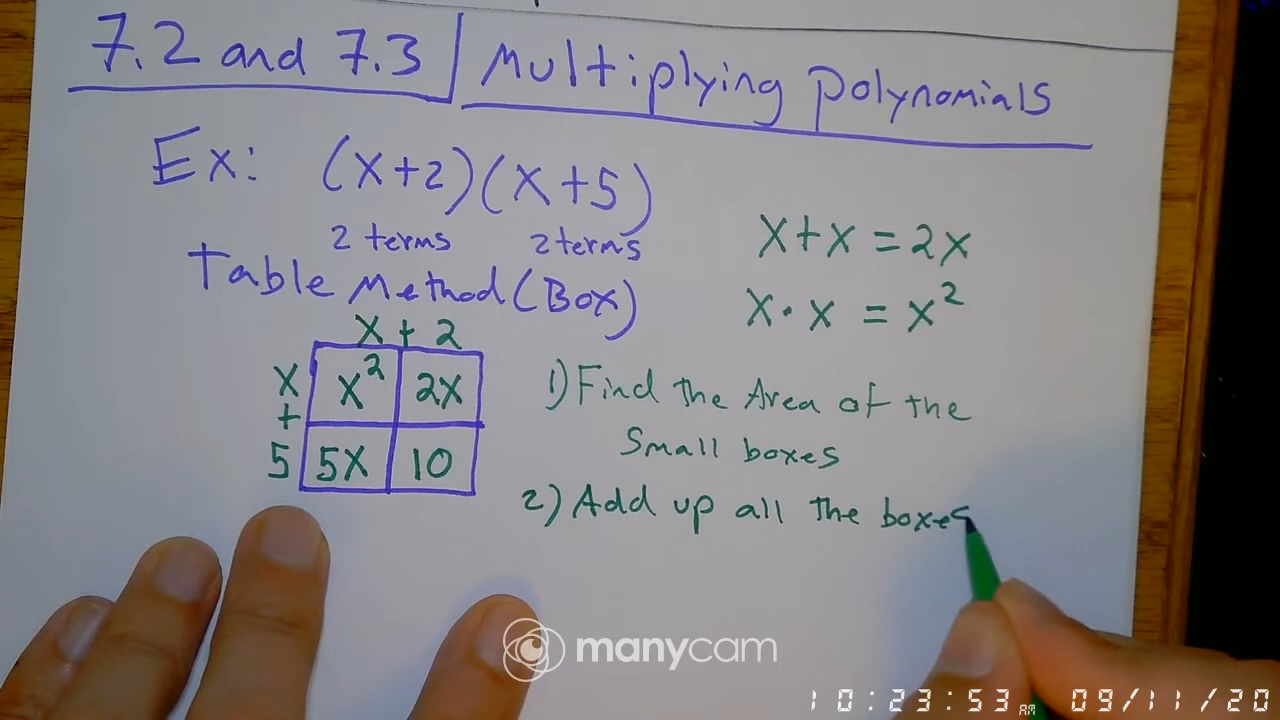 7.2 and 7.3 | Multiplying Polynomials
Ex: (x+2)(x+5)
2 terms 2 terms
Table Method (Box)
x + 2
x x² 2x
+
5 5x 10
x+x = 2x
x·x = x²
1) Find the Area of the
small boxes
2) Add up all the boxes
manycam
10:23:53 AM 09/11/20